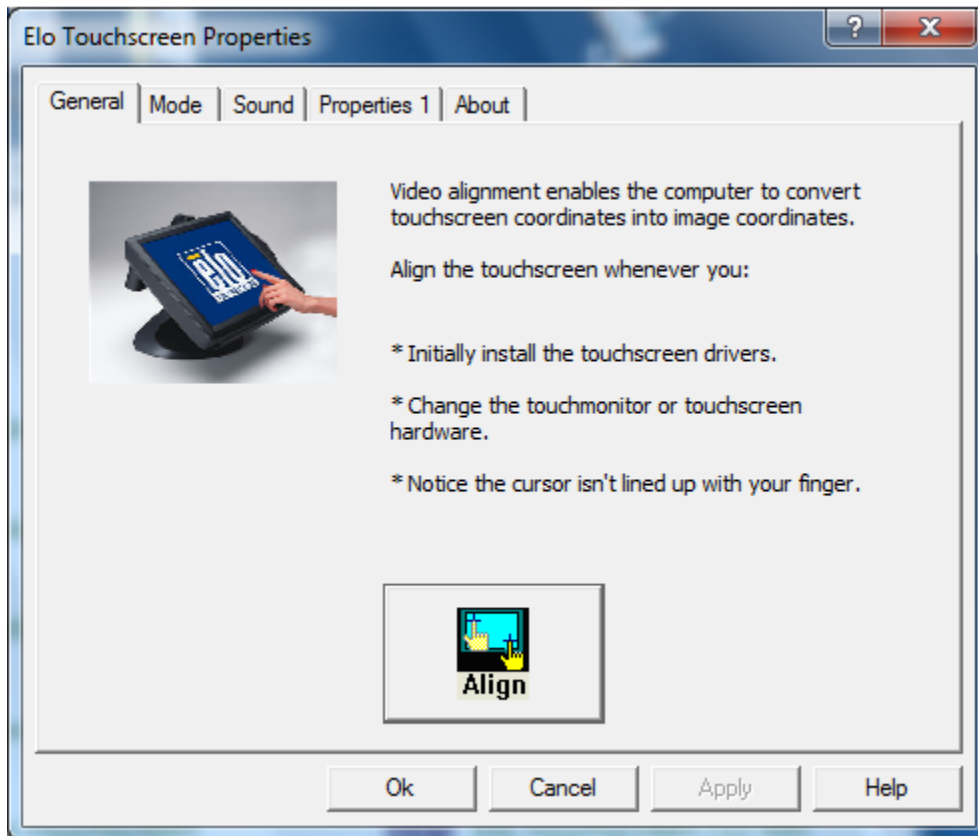 Elo Touchscreen Properties
?
X
General Mode Sound Properties 1 About
elo
Video alignment enables the computer to convert
touchscreen coordinates into image coordinates.
Align the touchscreen whenever you:
* Initially install the touchscreen drivers.
* Change the touchmonitor or touchscreen
hardware.
* Notice the cursor isn't lined up with your finger.
Align
Ok Cancel Apply Help